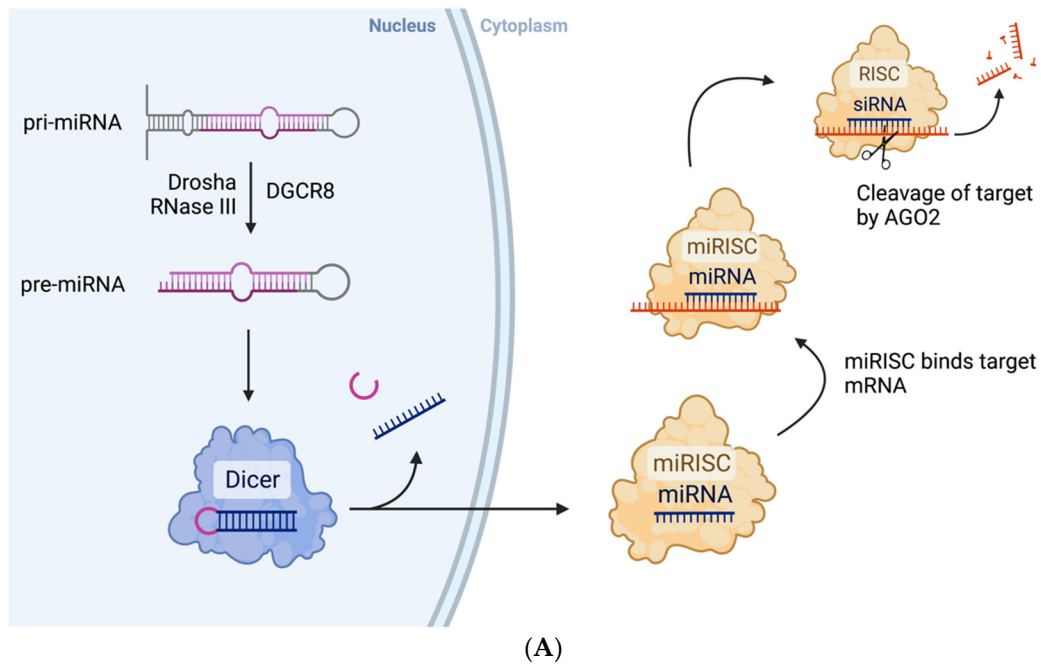 Nucleus
Cytoplasm
pri-miRNA
Drosha
RNase III
DGCR8
pre-miRNA
Dicer
miRISC
miRNA
miRISC binds target
mRNA
miRISC
miRNA
RISC
siRNA
Cleavage of target
by AGO2
(A)